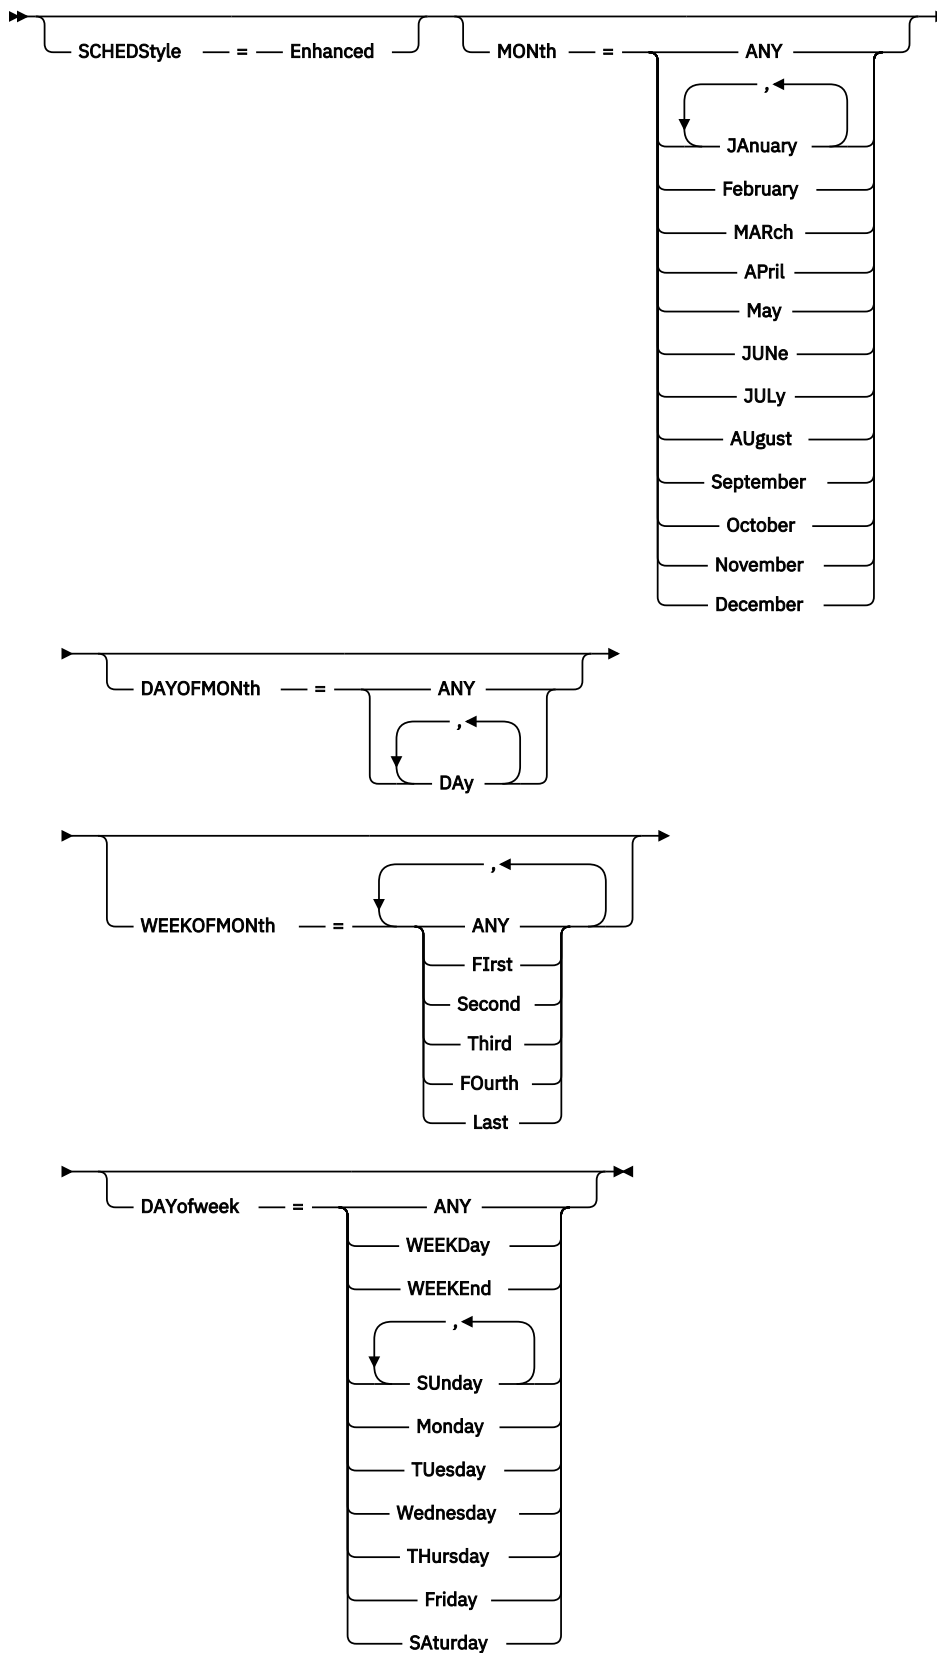 SCHEDStyle = Enhanced MONth = ANY
,
JAnuary
February
MARch
APril
May
JUNe
JULy
AUgust
September
October
November
December
DAYOFMONth = ANY
,
DAy
,
WEEKOFMONth = ANY
FIrst
Second
Third
FOurth
Last
DAYofweek = ANY
WEEKDay
WEEKEnd
,
SUnday
Monday
TUesday
Wednesday
THursday
Friday
SAturday